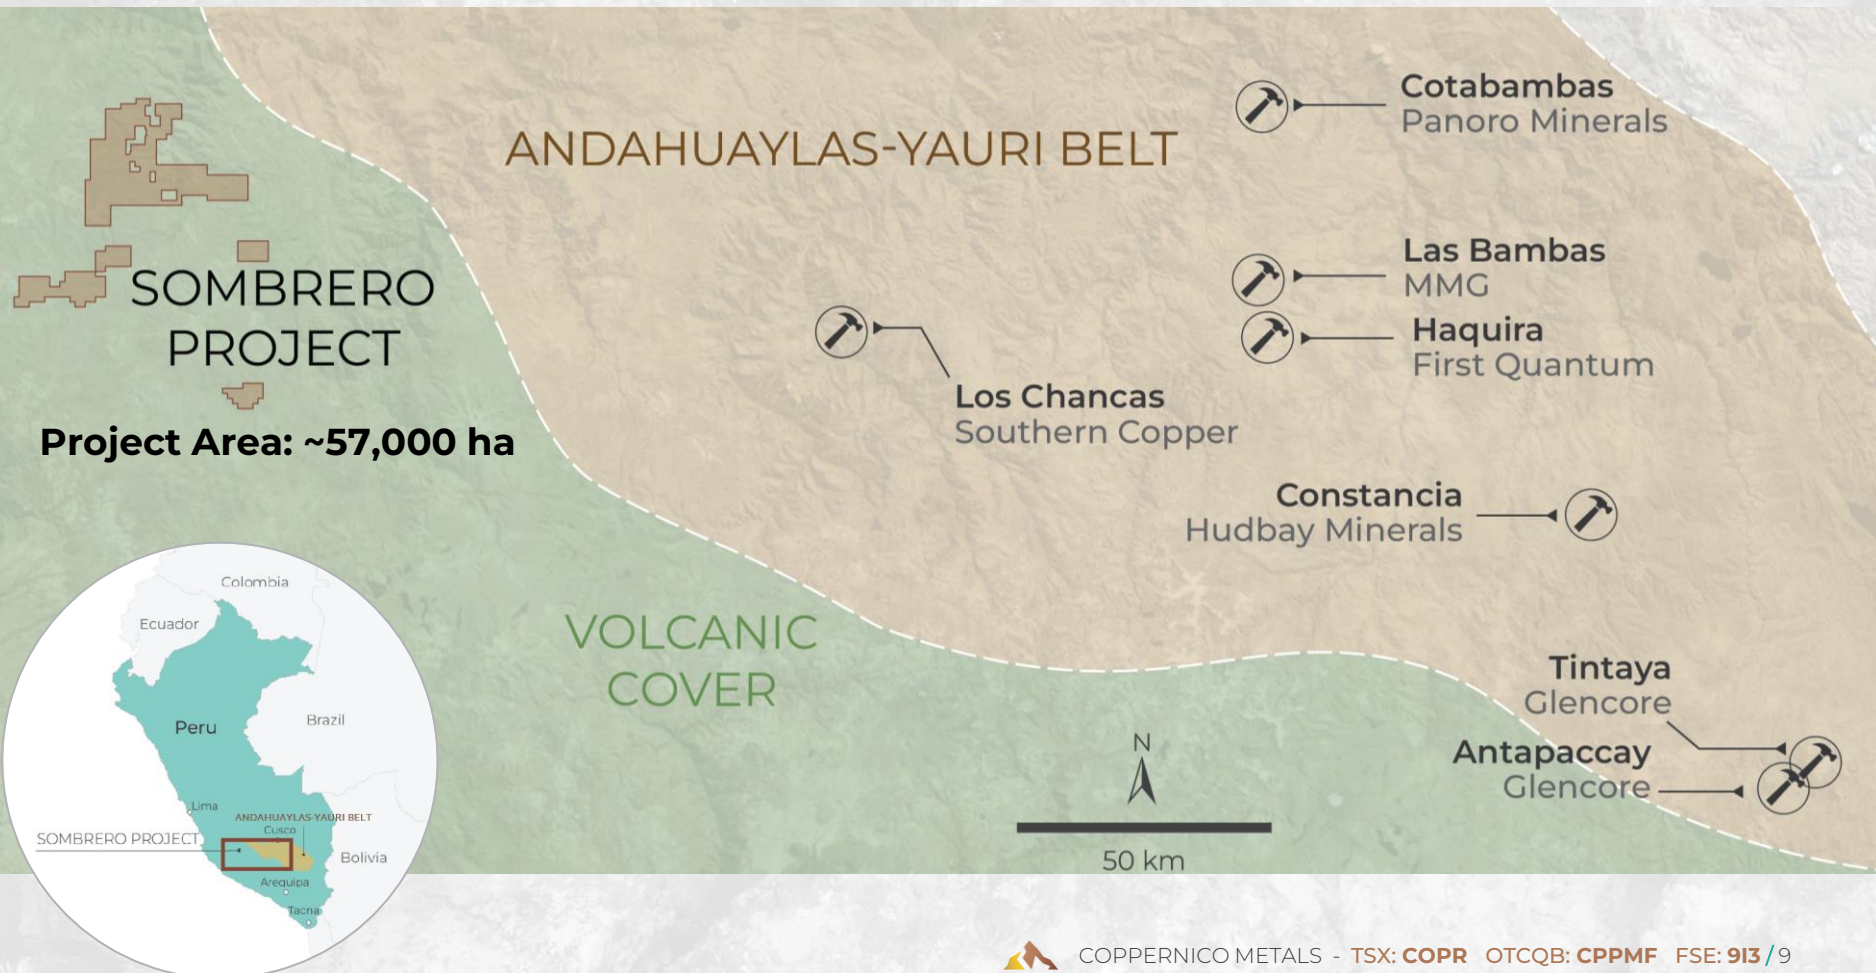 ANDAHUAYLAS-YAURI BELT
Cotabambas
Panoro Minerals
Las Bambas
MMG
Haquira
First Quantum
SOMBRERO
PROJECT
Project Area: ~57,000 ha
Los Chancas
Southern Copper
Constancia
Hudbay Minerals
VOLCANIC
COVER
Tintaya
Glencore
Antapaccay
Glencore
N
50 km
Colombia
Ecuador
Peru
Brazil
Lima
ANDAHUAYLAS-YAURI BELT
Cusco
SOMBRERO PROJECT
Bolivia
Arequipa
Tacna
COPPERNICO METALS - TSX: COPR OTCQB: CPPMF FSE: 9I3 / 9